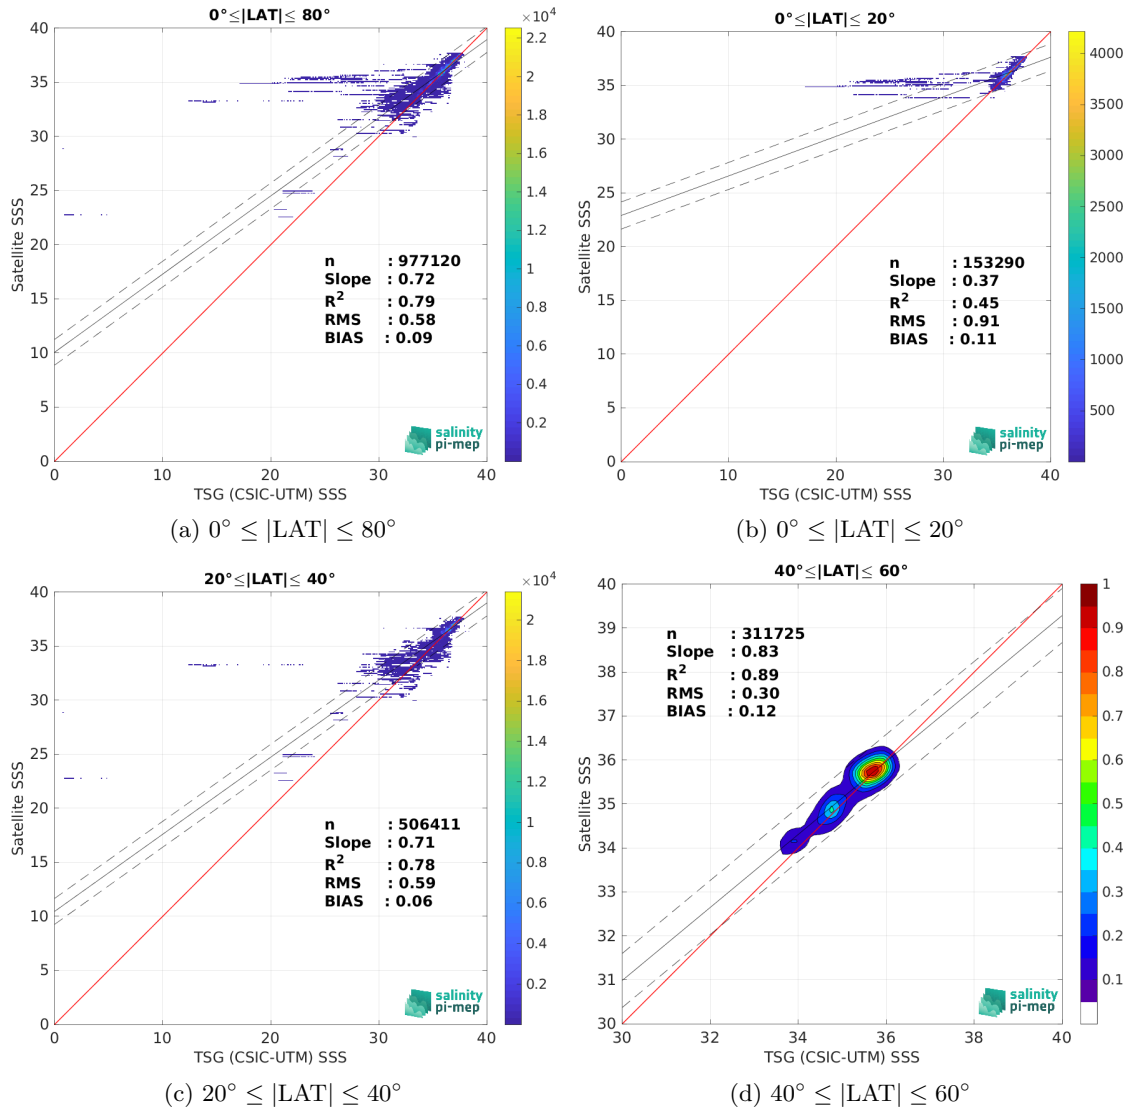 0°≤|LAT|≤ 80°
×10⁴
40
35
30
25
20
15
10
5
0
Satellite SSS
n : 977120
Slope : 0.72
R² : 0.79
RMS : 0.58
BIAS : 0.09
salinity
pi-mep
0 10 20 30 40
TSG (CSIC-UTM) SSS
2.2
2
1.8
1.6
1.4
1.2
1
0.8
0.6
0.4
0.2
(a) 0° ≤ |LAT| ≤ 80°
0°≤|LAT|≤ 20°
40
35
30
25
20
15
10
5
0
Satellite SSS
n : 153290
Slope : 0.37
R² : 0.45
RMS : 0.91
BIAS : 0.11
salinity
pi-mep
0 10 20 30 40
TSG (CSIC-UTM) SSS
4000
3500
3000
2500
2000
1500
1000
500
(b) 0° ≤ |LAT| ≤ 20°
20°≤|LAT|≤ 40°
×10⁴
40
35
30
25
20
15
10
5
0
Satellite SSS
n : 506411
Slope : 0.71
R² : 0.78
RMS : 0.59
BIAS : 0.06
salinity
pi-mep
0 10 20 30 40
TSG (CSIC-UTM) SSS
2
1.8
1.6
1.4
1.2
1
0.8
0.6
0.4
0.2
(c) 20° ≤ |LAT| ≤ 40°
40°≤|LAT|≤ 60°
40
39
38
37
36
35
34
33
32
31
30
Satellite SSS
n : 311725
Slope : 0.83
R² : 0.89
RMS : 0.30
BIAS : 0.12
salinity
pi-mep
30 32 34 36 38 40
TSG (CSIC-UTM) SSS
1
0.9
0.8
0.7
0.6
0.5
0.4
0.3
0.2
0.1
(d) 40° ≤ |LAT| ≤ 60°